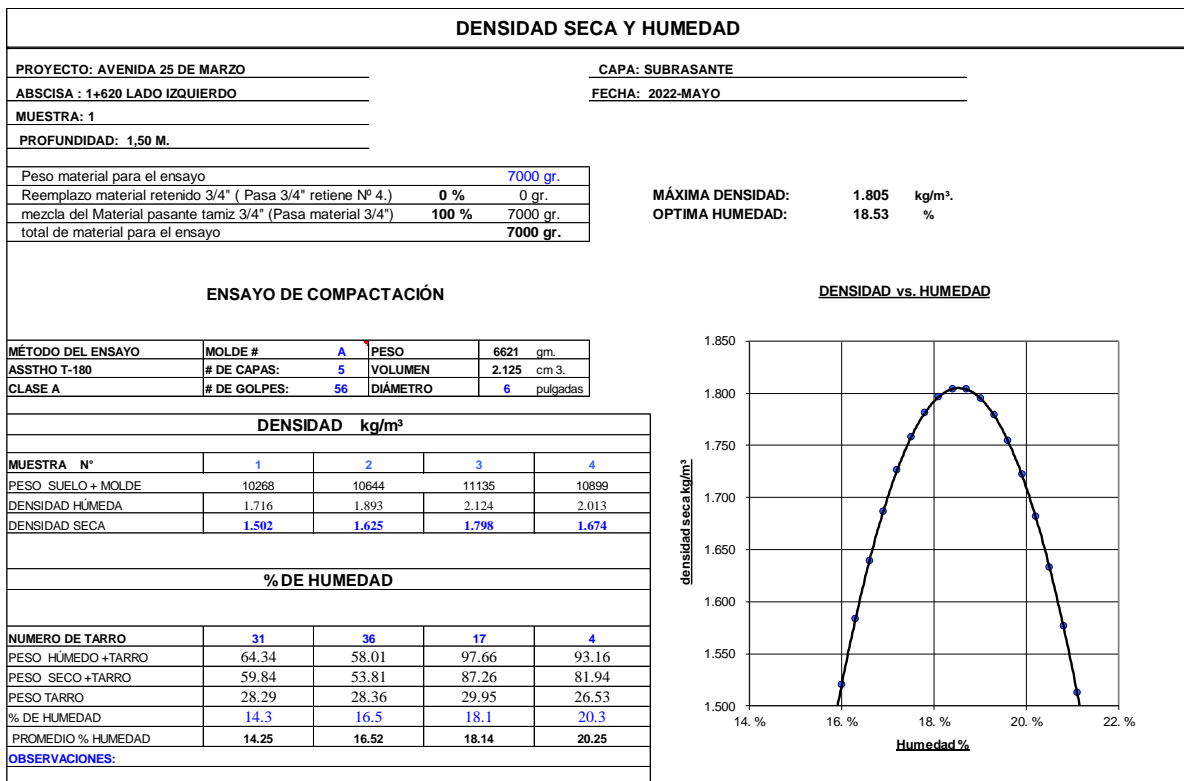 DENSIDAD SECA Y HUMEDAD
PROYECTO: AVENIDA 25 DE MARZO
CAPA: SUBRASANTE
ABSCISA : 1+620 LADO IZQUIERDO
FECHA: 2022-MAYO
MUESTRA: 1
PROFUNDIDAD: 1,50 M.
Peso material para el ensayo 7000 gr.
Reemplazo material retenido 3/4" ( Pasa 3/4" retiene Nº 4.) 0 % 0 gr.
mezcla del Material pasante tamiz 3/4" (Pasa material 3/4") 100 % 7000 gr.
total de material para el ensayo 7000 gr.
MÁXIMA DENSIDAD: 1.805 kg/m³.
OPTIMA HUMEDAD: 18.53 %
ENSAYO DE COMPACTACIÓN
MÉTODO DEL ENSAYO MOLDE # A PESO 6621 gm.
ASSTHO T-180 # DE CAPAS: 5 VOLUMEN 2.125 cm 3.
CLASE A # DE GOLPES: 56 DIÁMETRO 6 pulgadas
DENSIDAD kg/m³
MUESTRA N° 1 2 3 4
PESO SUELO + MOLDE 10268 10644 11135 10899
DENSIDAD HÚMEDA 1.716 1.893 2.124 2.013
DENSIDAD SECA 1.502 1.625 1.798 1.674
% DE HUMEDAD
NUMERO DE TARRO 31 36 17 4
PESO HÚMEDO +TARRO 64.34 58.01 97.66 93.16
PESO SECO +TARRO 59.84 53.81 87.26 81.94
PESO TARRO 28.29 28.36 29.95 26.53
% DE HUMEDAD 14.3 16.5 18.1 20.3
PROMEDIO % HUMEDAD 14.25 16.52 18.14 20.25
OBSERVACIONES:
DENSIDAD vs. HUMEDAD
densidad seca kg/m³
1.850
1.800
1.750
1.700
1.650
1.600
1.550
1.500
14. % 16. % 18. % 20. % 22. %
Humedad %